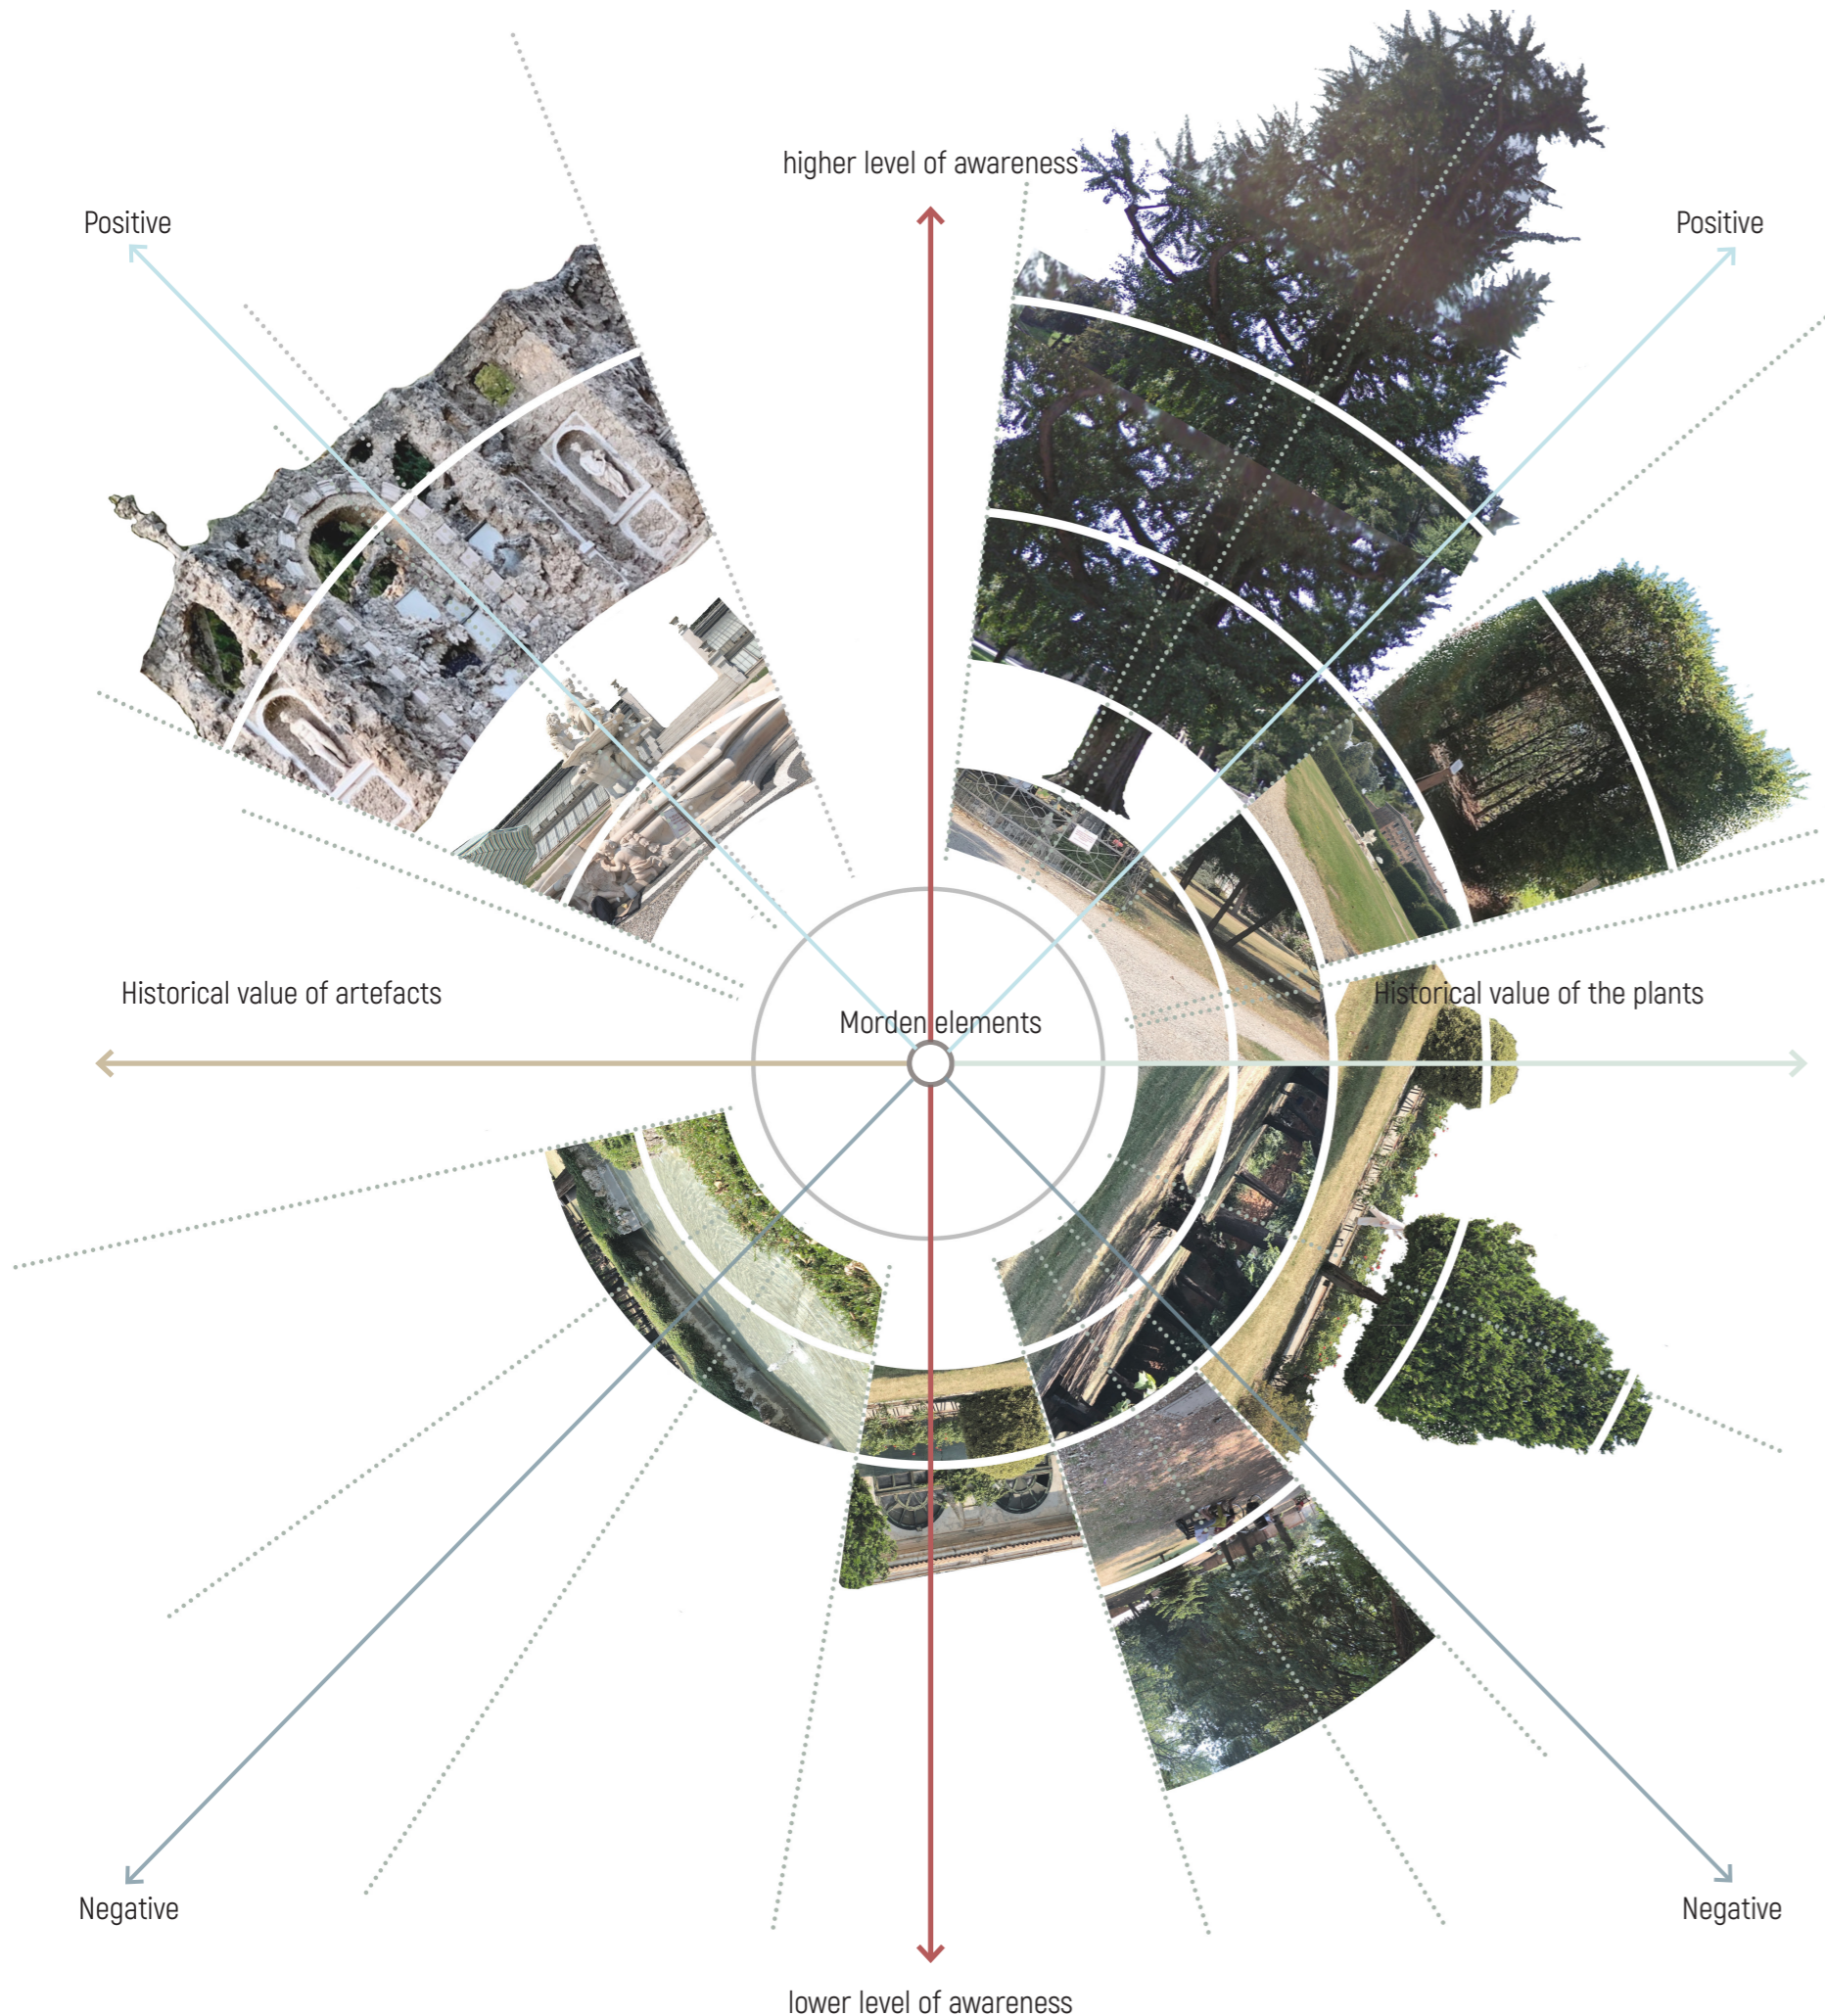 higher level of awareness
Positive
Positive
Historical value of artefacts
Historical value of the plants
Morden elements
Negative
Negative
lower level of awareness